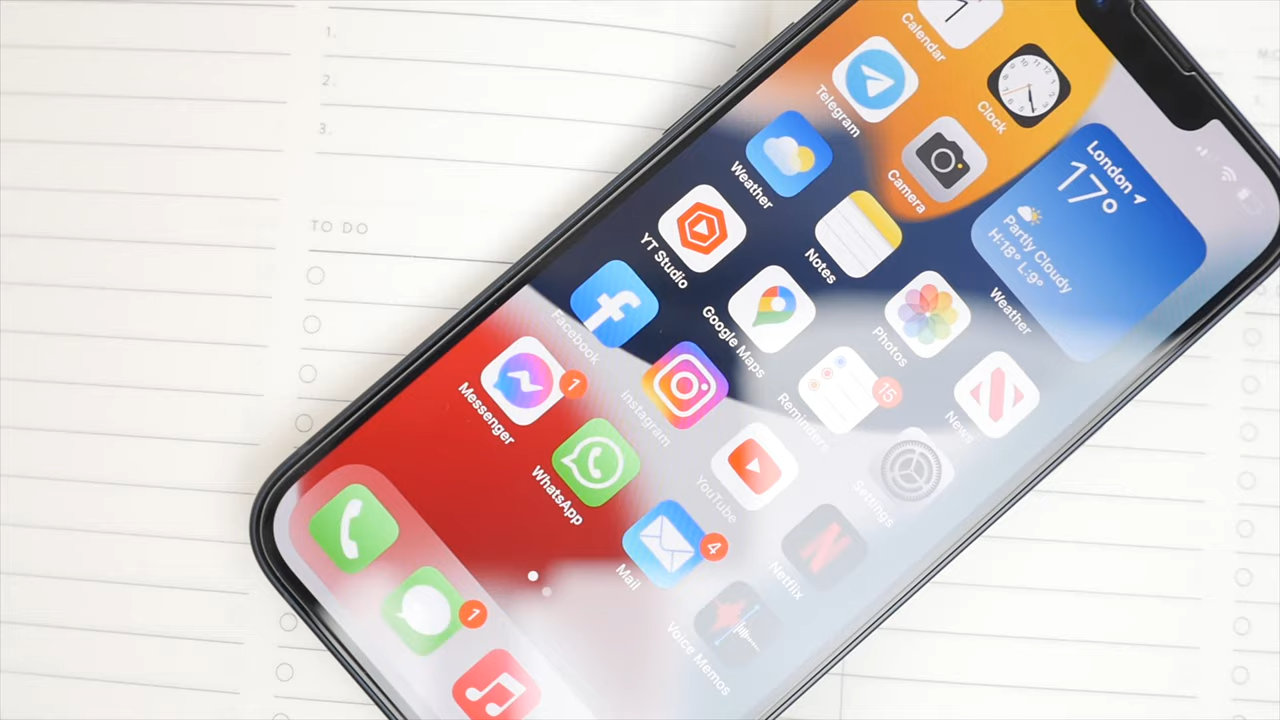 1.
2.
3.
TO DO
7
Calendar
Clock
Telegram
Camera
London
17°
Partly Cloudy
H:18° L:9°
Weather
Weather
Notes
Photos
News
YT Studio
Google Maps
Reminders
15
Settings
Facebook
Instagram
YouTube
Netflix
Messenger
1
WhatsApp
Mail
4
Voice Memos
1